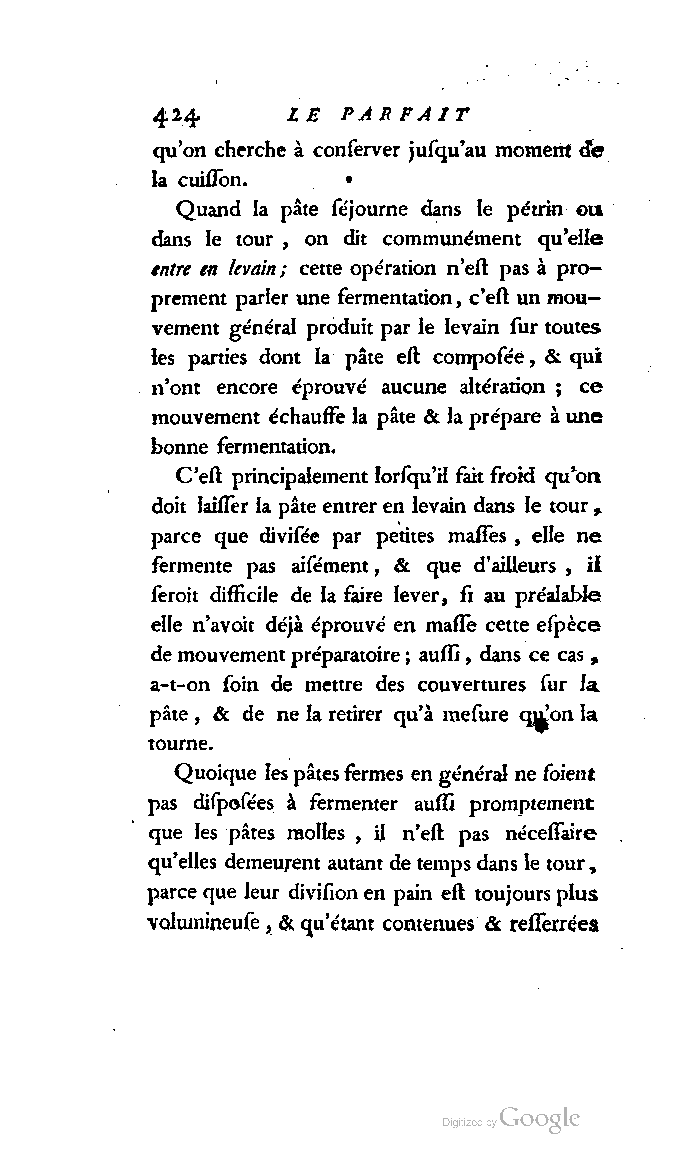 424 LE PARFAIT
qu'on cherche à conſerver juſqu'au moment de
la cuiſſon.
Quand la pâte ſéjourne dans le pétrin ou
dans le tour , on dit communément qu'elle
entre en levain ; cette opération n'eſt pas à pro-
prement parler une fermentation, c'eſt un mou-
vement général produit par le levain ſur toutes
les parties dont la pâte eſt compoſée, & qui
n'ont encore éprouvé aucune altération ; ce
mouvement échauffe la pâte & la prépare à une
bonne fermentation.
C'eſt principalement lorſqu'il fait froid qu'on
doit laiſſer la pâte entrer en levain dans le tour,
parce que diviſée par petites maſſes , elle ne
fermente pas aiſément, & que d'ailleurs , il
ſeroit difficile de la faire lever, ſi au préalable
elle n'avoit déjà éprouvé en maſſe cette eſpèce
de mouvement préparatoire ; auſſi , dans ce cas ,
a-t-on ſoin de mettre des couvertures ſur la
pâte , & de ne la retirer qu'à meſure qu'on la
tourne.
Quoique les pâtes fermes en général ne ſoient
pas diſpoſées à fermenter auſſi promptement
que les pâtes molles , il n'eſt pas néceſſaire
qu'elles demeurent autant de temps dans le tour,
parce que leur diviſion en pain eſt toujours plus
volumineuſe , & qu'étant contenues & reſſerrées
Digitized by Google